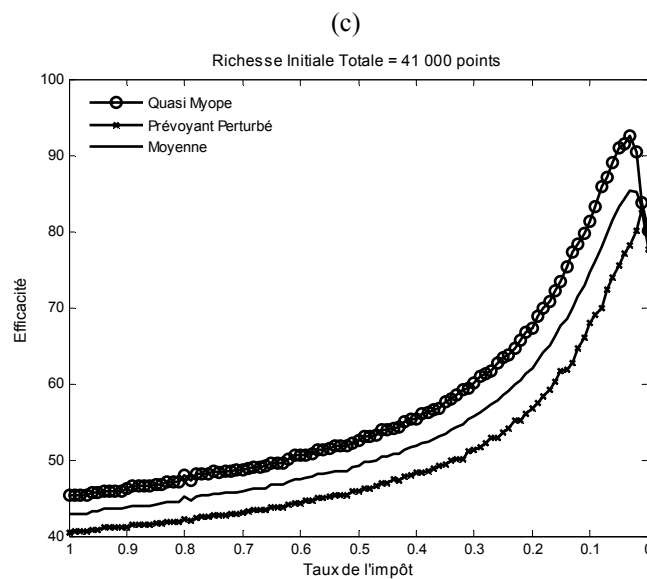 (c)
Richesse Initiale Totale = 41 000 points
100
90
80
70
60
50
40
Efficacité
Quasi Myope
Prévoyant Perturbé
Moyenne
1 0.9 0.8 0.7 0.6 0.5 0.4 0.3 0.2 0.1 0
Taux de l'impôt